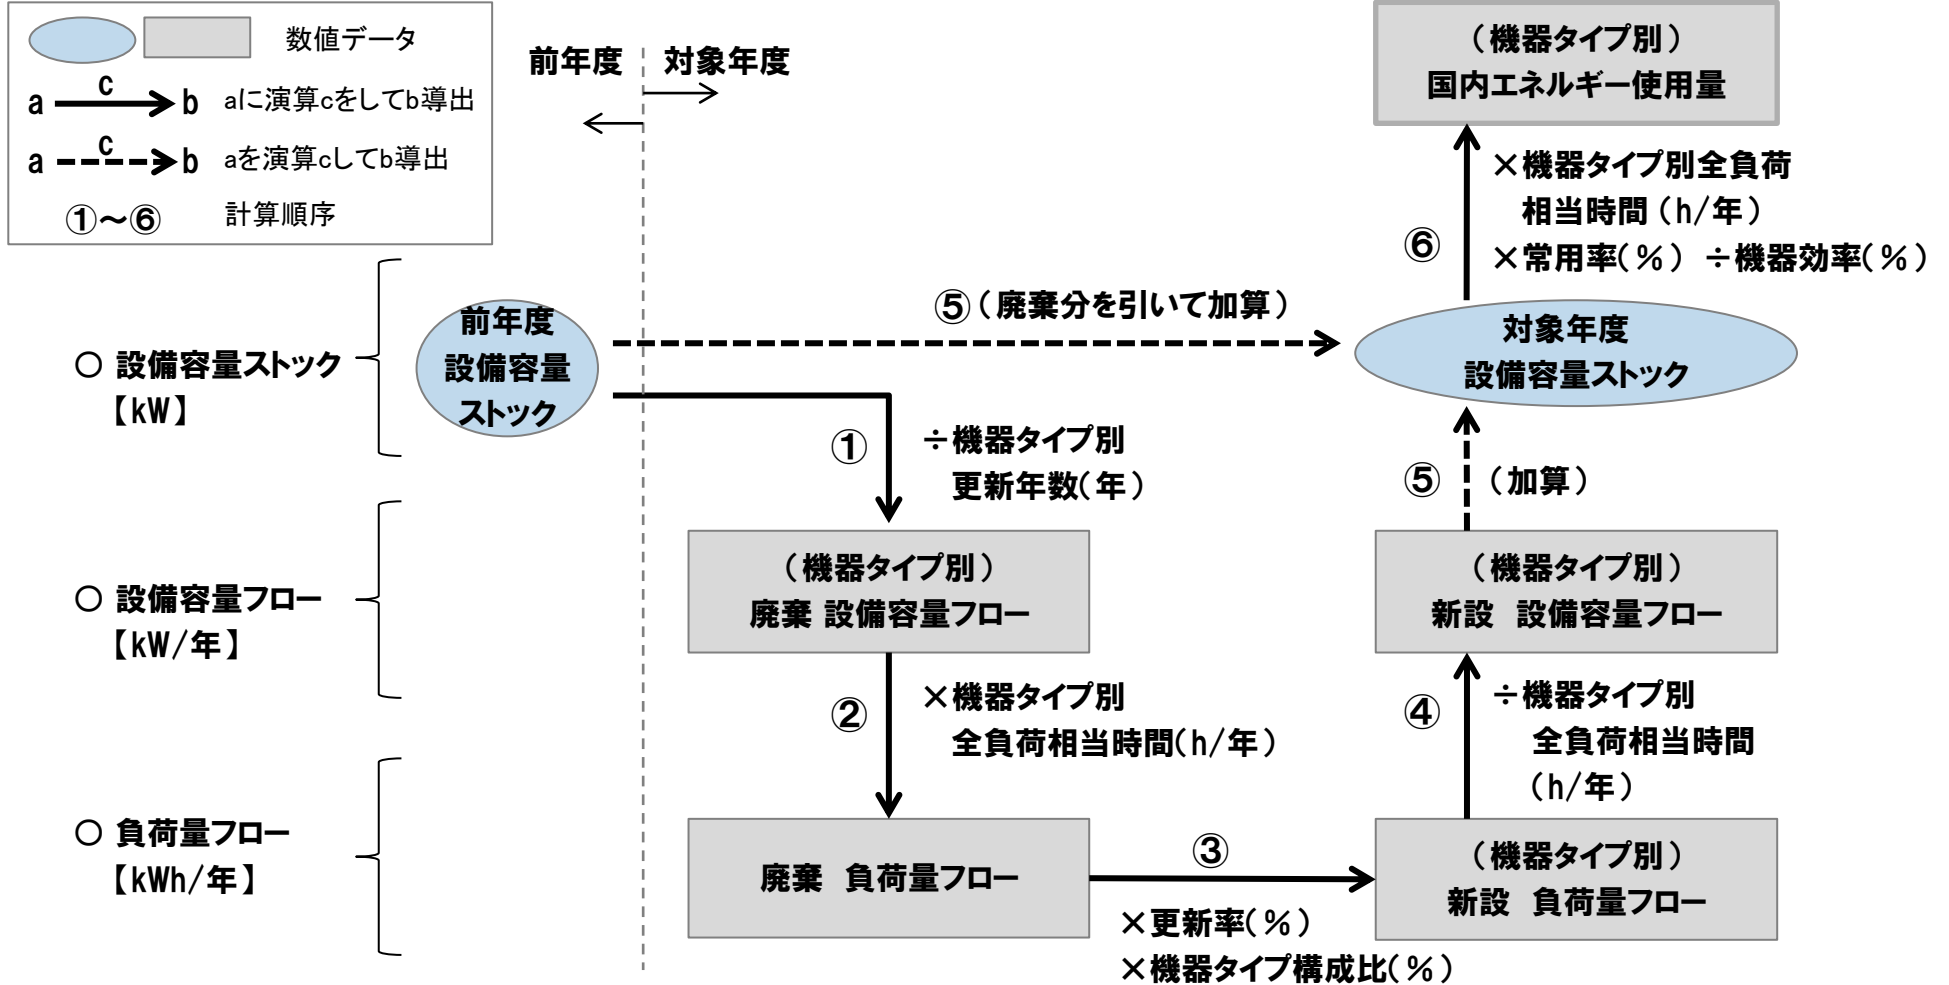 数値データ
a c b aに演算cをしてb導出
a c b aを演算cしてb導出
①～⑥ 計算順序
前年度 対象年度
（機器タイプ別）
国内エネルギー使用量
⑥
×機器タイプ別全負荷
相当時間（h/年）
×常用率（％）÷機器効率（％）
○ 設備容量ストック
【kW】
前年度
設備容量
ストック
⑤（廃棄分を引いて加算）
対象年度
設備容量ストック
①
÷機器タイプ別
更新年数（年）
⑤（加算）
○ 設備容量フロー
【kW/年】
（機器タイプ別）
廃棄 設備容量フロー
（機器タイプ別）
新設 設備容量フロー
②
×機器タイプ別
全負荷相当時間（h/年）
④
÷機器タイプ別
全負荷相当時間
（h/年）
○ 負荷量フロー
【kWh/年】
廃棄 負荷量フロー
③
×更新率（％）
×機器タイプ構成比（％）
（機器タイプ別）
新設 負荷量フロー